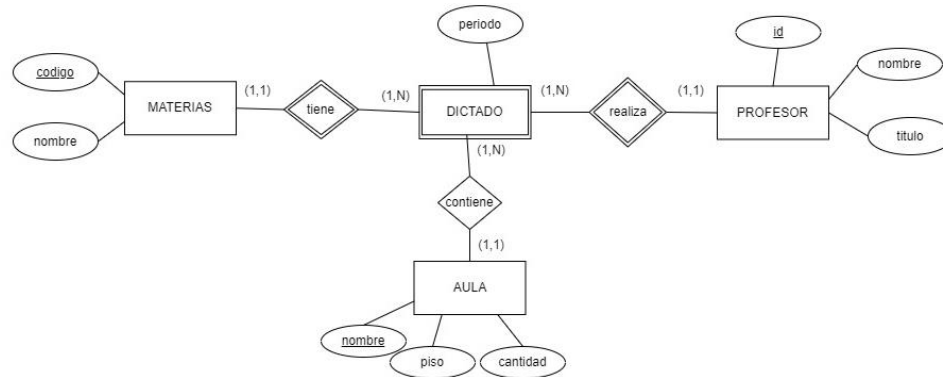 periodo
id
codigo
nombre
MATERIAS
(1,1)
tiene
(1,N)
DICTADO
(1,N)
realiza
(1,1)
PROFESOR
nombre
nombre
titulo
(1,N)
contiene
(1,1)
AULA
nombre
piso
cantidad